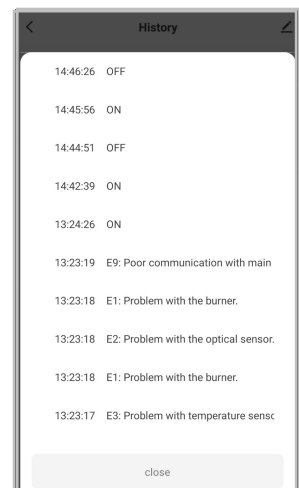 History
14:46:26 OFF
14:45:56 ON
14:44:51 OFF
14:42:39 ON
13:24:26 ON
13:23:19 E9: Poor communication with main
13:23:18 E1: Problem with the burner.
13:23:18 E2: Problem with the optical sensor.
13:23:18 E1: Problem with the burner.
13:23:17 E3: Problem with temperature
close